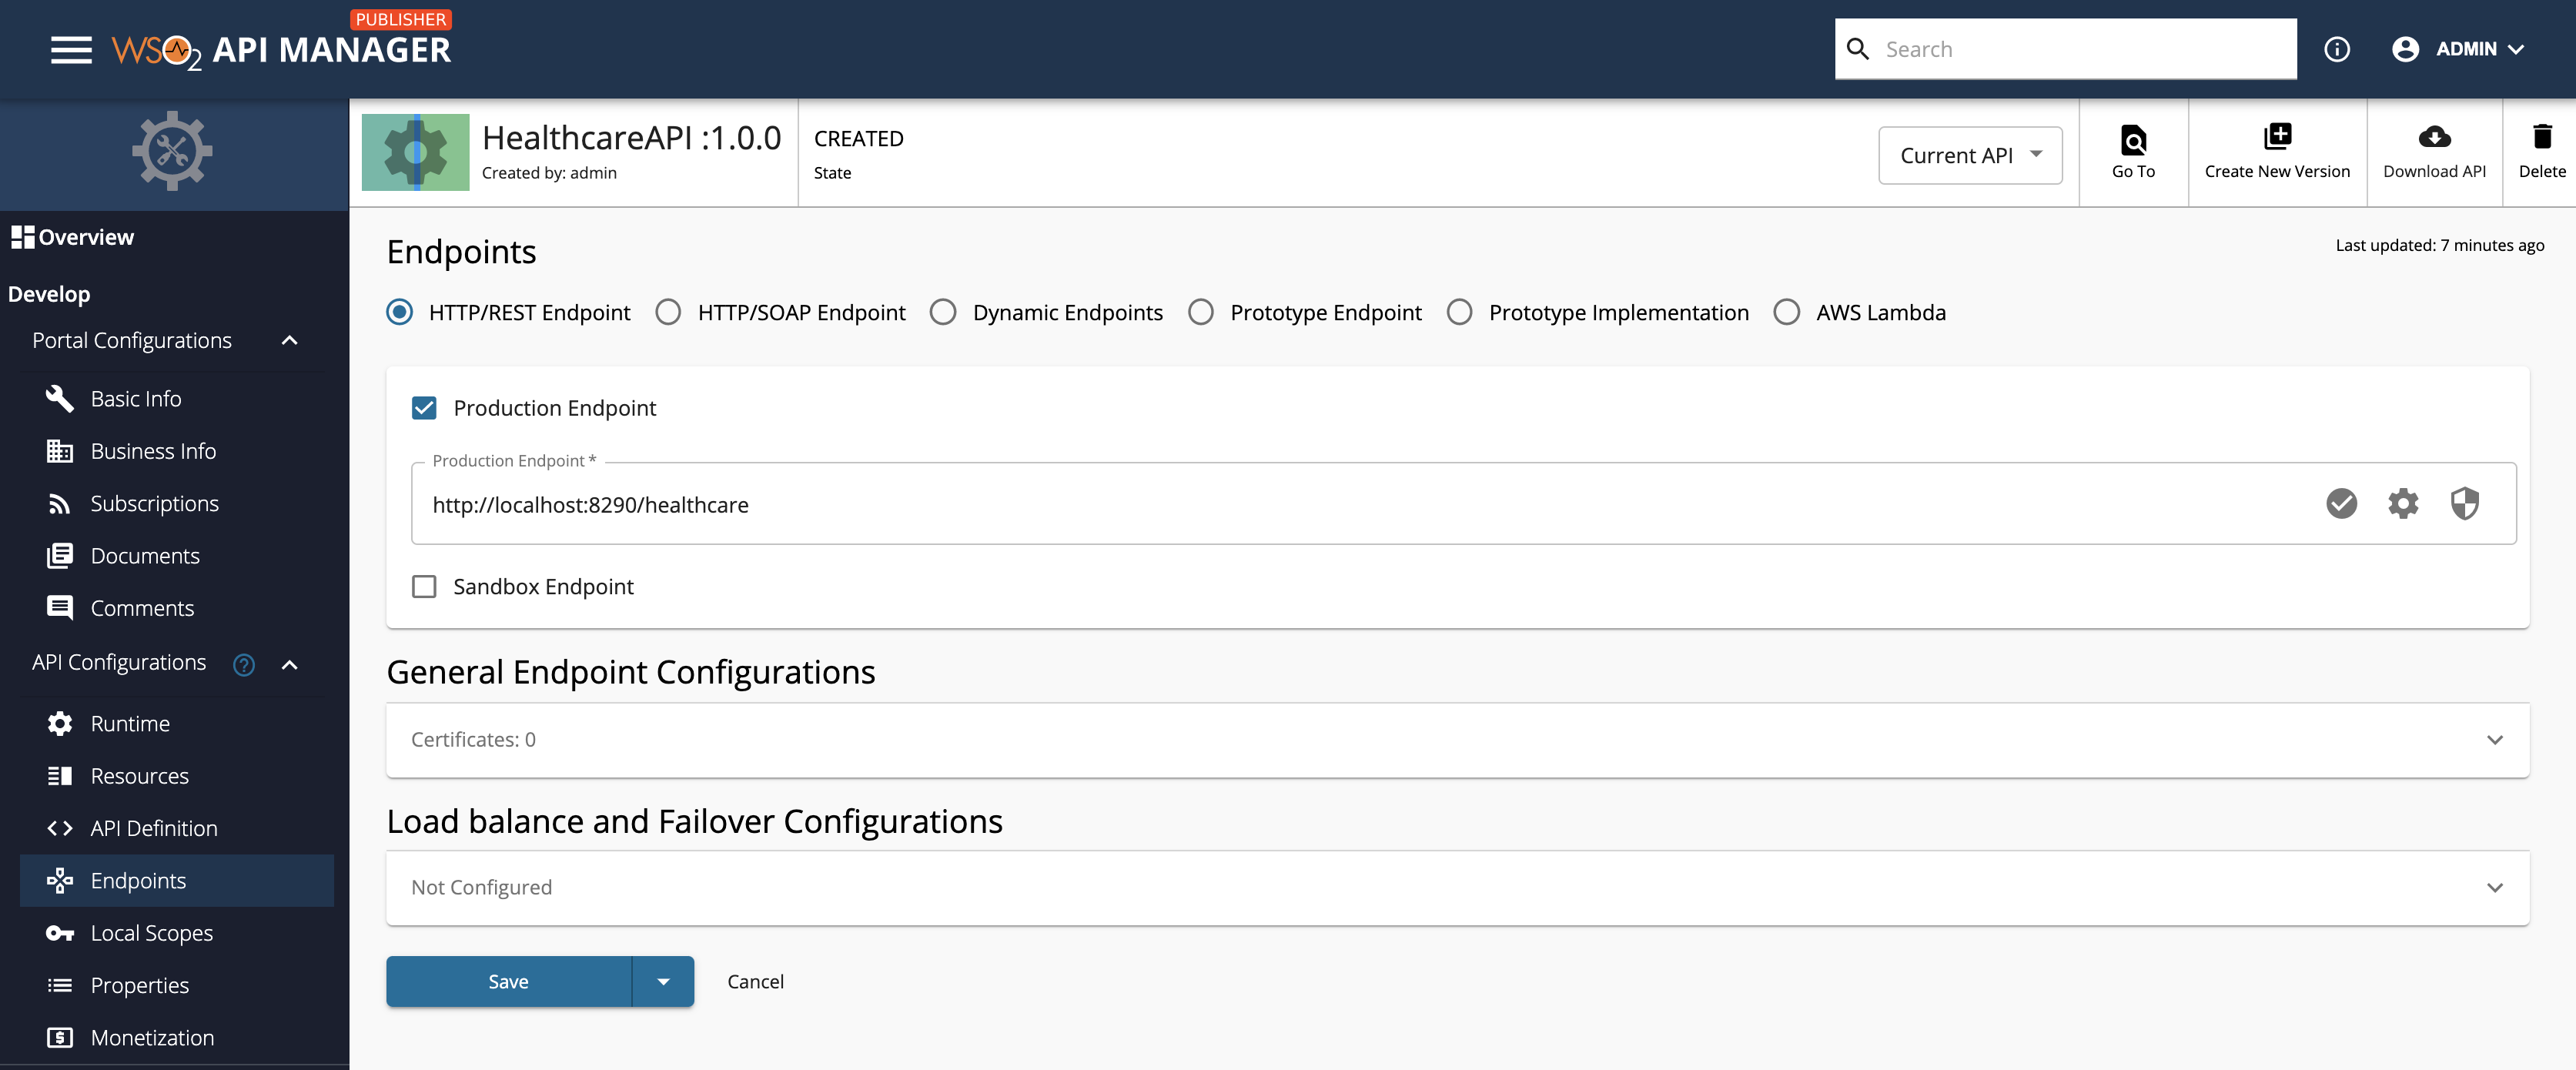 PUBLISHER
WSO2 API MANAGER
Search
ADMIN
HealthcareAPI :1.0.0
Created by: admin
CREATED
State
Current API
Go To
Create New Version
Download API
Delete
Overview
Develop
Portal Configurations
Basic Info
Business Info
Subscriptions
Documents
Comments
API Configurations
Runtime
Resources
API Definition
Endpoints
Local Scopes
Properties
Monetization
Endpoints
Last updated: 7 minutes ago
HTTP/REST Endpoint
HTTP/SOAP Endpoint
Dynamic Endpoints
Prototype Endpoint
Prototype Implementation
AWS Lambda
Production Endpoint
Production Endpoint *
http://localhost:8290/healthcare
Sandbox Endpoint
General Endpoint Configurations
Certificates: 0
Load balance and Failover Configurations
Not Configured
Save
Cancel